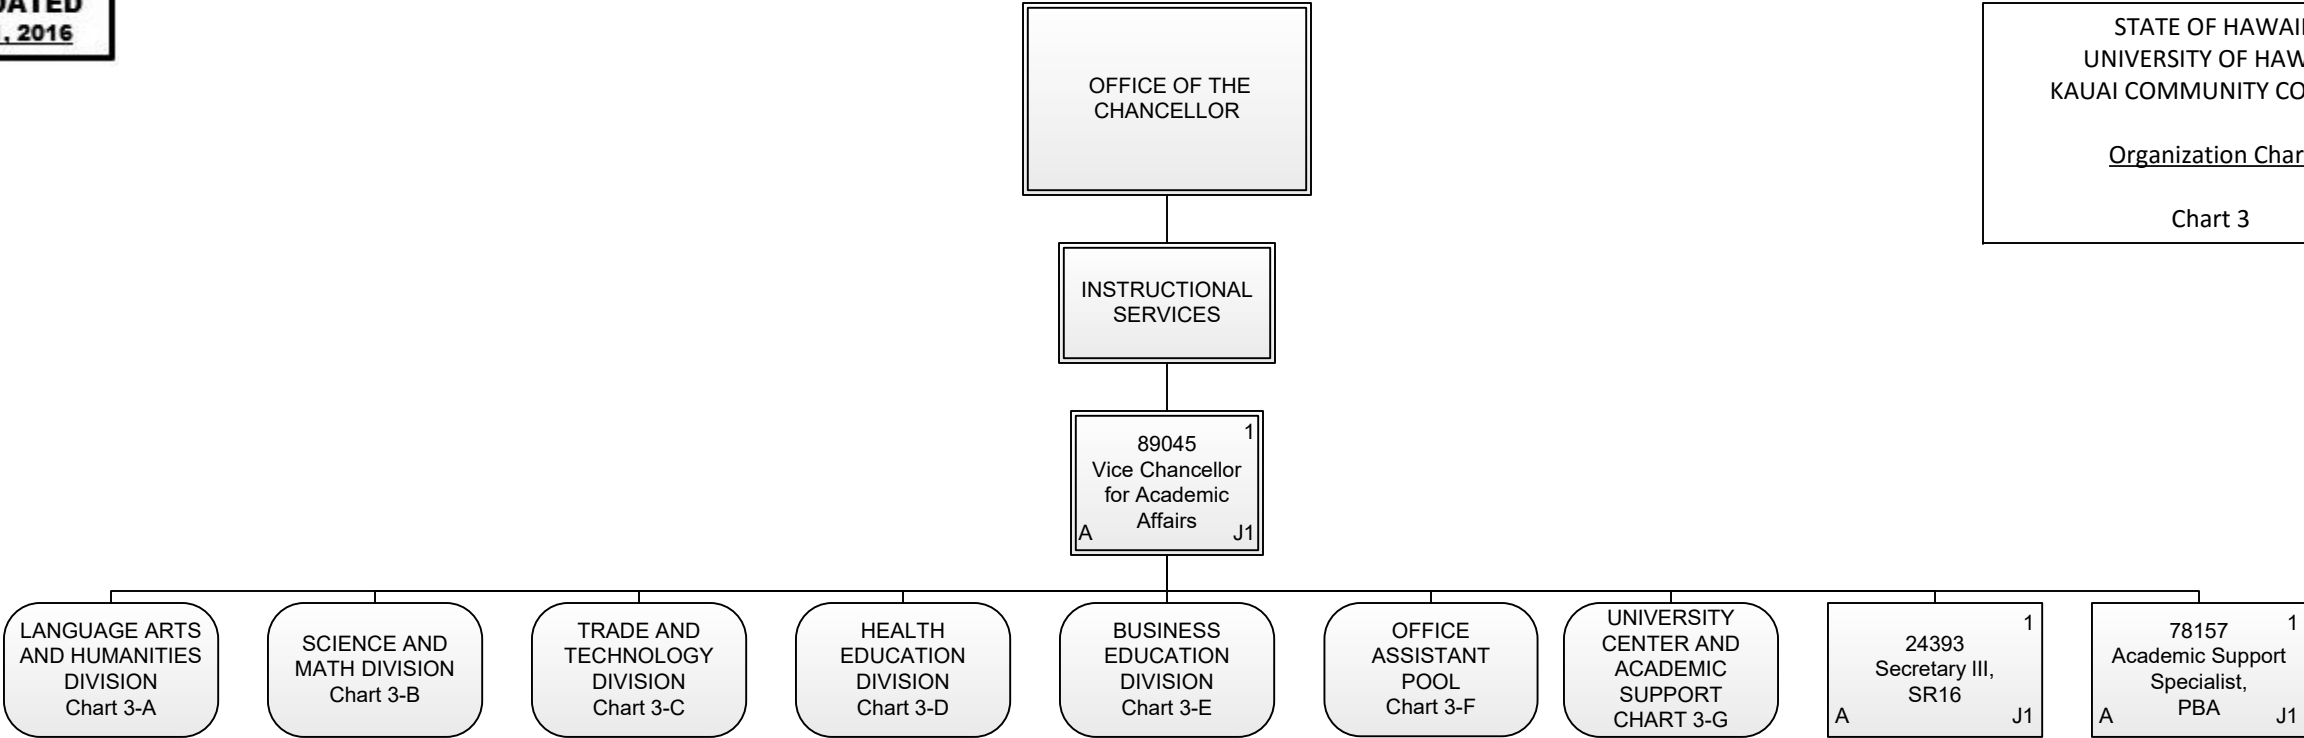 , 2016
OFFICE OF THE
CHANCELLOR
STATE OF HAWAII
UNIVERSITY OF
KAUAI COMMUNITY
Organization
Chart 3
INSTRUCTIONAL
SERVICES
1
89045
Vice Chancellor
for Academic
Affairs
A J1
LANGUAGE ARTS
AND HUMANITIES
DIVISION
Chart 3-A
SCIENCE AND
MATH DIVISION
Chart 3-B
TRADE AND
TECHNOLOGY
DIVISION
Chart 3-C
HEALTH
EDUCATION
DIVISION
Chart 3-D
BUSINESS
EDUCATION
DIVISION
Chart 3-E
OFFICE
ASSISTANT
POOL
Chart 3-F
UNIVERSITY
CENTER AND
ACADEMIC
SUPPORT
CHART 3-G
1
24393
Secretary III,
SR16
A J1
1
78157
Academic Support
Specialist,
PBA
A J1